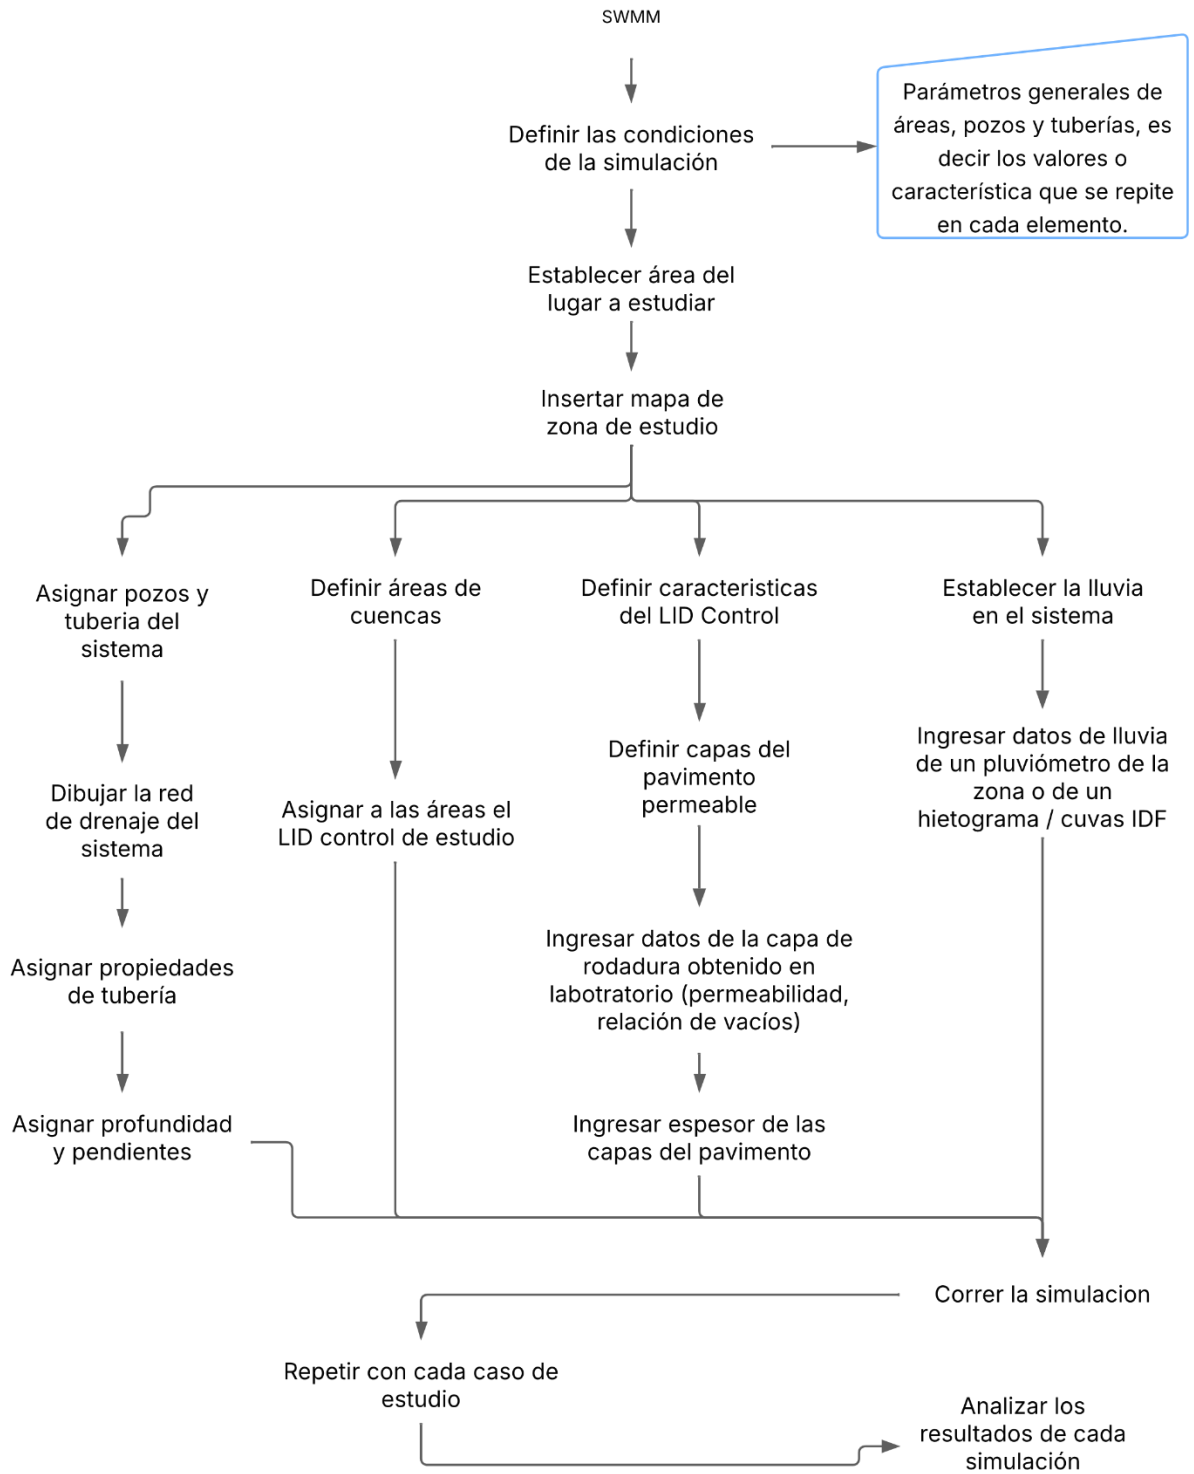 SWMM
Definir las condiciones
de la simulación
Parámetros generales de
áreas, pozos y tuberías, es
decir los valores o
característica que se repite
en cada elemento.
Establecer área del
lugar a estudiar
Insertar mapa de
zona de estudio
Asignar pozos y
tuberia del
sistema
Dibujar la red
de drenaje del
sistema
Asignar propiedades
de tubería
Asignar profundidad
y pendientes
Definir áreas de
cuencas
Asignar a las áreas el
LID control de estudio
Definir caracteristicas
del LID Control
Definir capas del
pavimento
permeable
Ingresar datos de la capa de
rodadura obtenido en
labotratorio (permeabilidad,
relación de vacíos)
Ingresar espesor de las
capas del pavimento
Establecer la lluvia
en el sistema
Ingresar datos de lluvia
de un pluviómetro de la
zona o de un
hietograma / cuvas IDF
Correr la simulacion
Repetir con cada caso de
estudio
Analizar los
resultados de cada
simulación